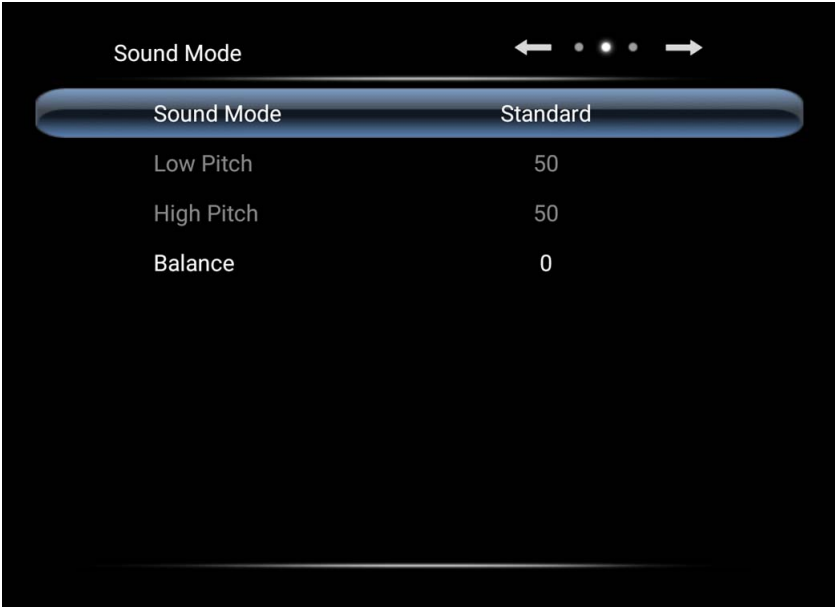 Sound Mode
Sound Mode Standard
Low Pitch 50
High Pitch 50
Balance 0